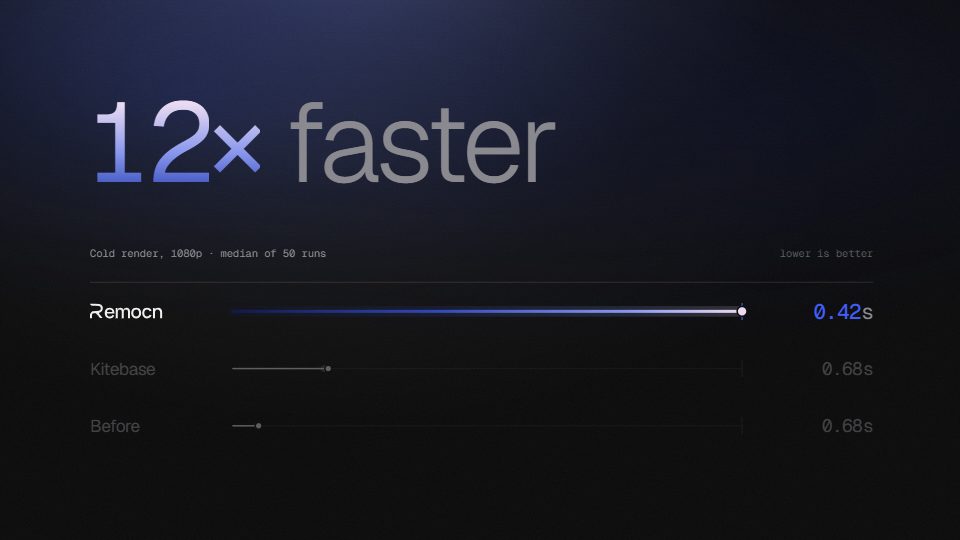 12× faster
Cold render, 1080p · median of 50 runs
lower is better
Remocn
0.42s
Kitebase
0.68s
Before
0.68s